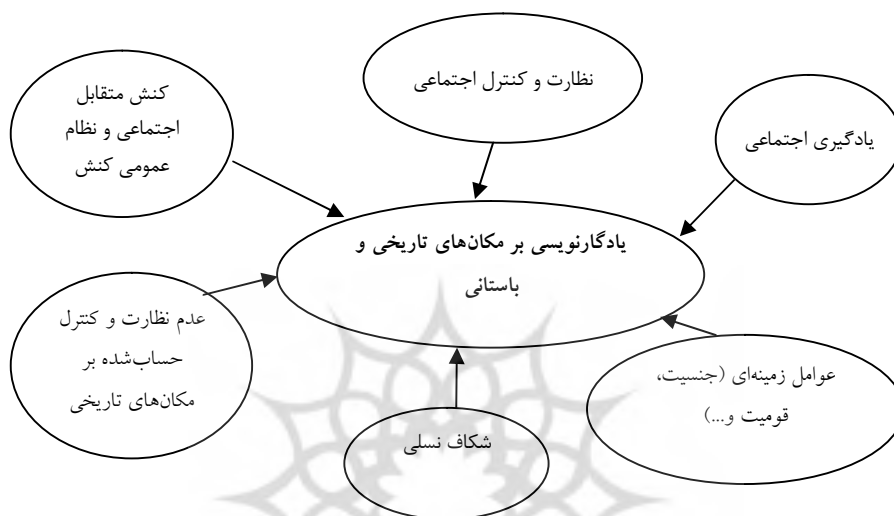 نظارت و کنترل اجتماعی
کنش متقابل
اجتماعی و نظام
عمومی کنش
یادگیری اجتماعی
یادگارنویسی بر مکان‌های تاریخی و
باستانی
عدم نظارت و کنترل
حساب‌شده بر
مکان‌های تاریخی
عوامل زمینه‌ای (جنسیت،
قومیت و...)
شکاف نسلی